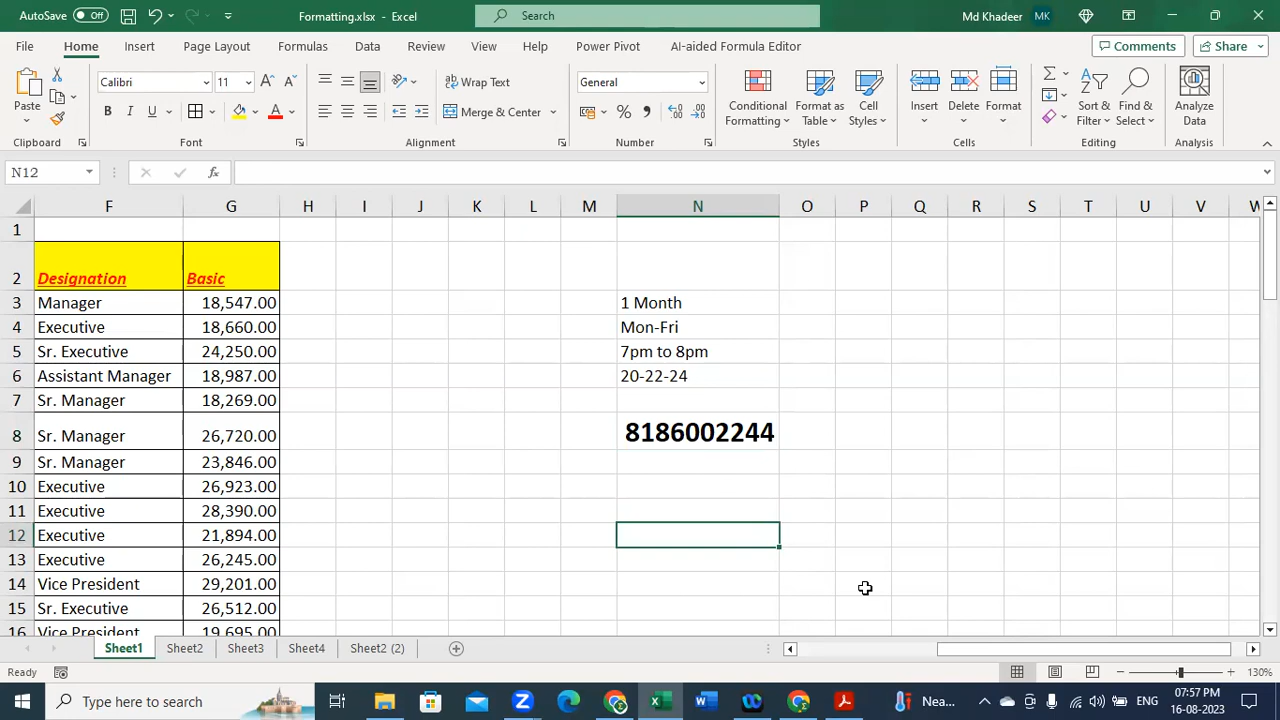 AutoSave Off Formatting.xlsx - Excel Search Md Khadeer MK
File Home Insert Page Layout Formulas Data Review View Help Power Pivot AI-aided Formula Editor Comments Share
Calibri 11 Wrap Text General
Paste B I U Merge & Center Conditional Formatting Format as Table Cell Styles Insert Delete Format Sort & Filter Find & Select Analyze Data
Clipboard Font Alignment Number Styles Cells Editing Analysis
N12 fx
F G H I J K L M N O P Q R S T U V W
1
2 Designation Basic
3 Manager 18,547.00 1 Month
4 Executive 18,660.00 Mon-Fri
5 Sr. Executive 24,250.00 7pm to 8pm
6 Assistant Manager 18,987.00 20-22-24
7 Sr. Manager 18,269.00
8 Sr. Manager 26,720.00 8186002244
9 Sr. Manager 23,846.00
10 Executive 26,923.00
11 Executive 28,390.00
12 Executive 21,894.00
13 Executive 26,245.00
14 Vice President 29,201.00
15 Sr. Executive 26,512.00
16 Vice President 19,695.00
Sheet1 Sheet2 Sheet3 Sheet4 Sheet2 (2)
Ready 130%
Type here to search Nea... ENG 07:57 PM
16-08-2023